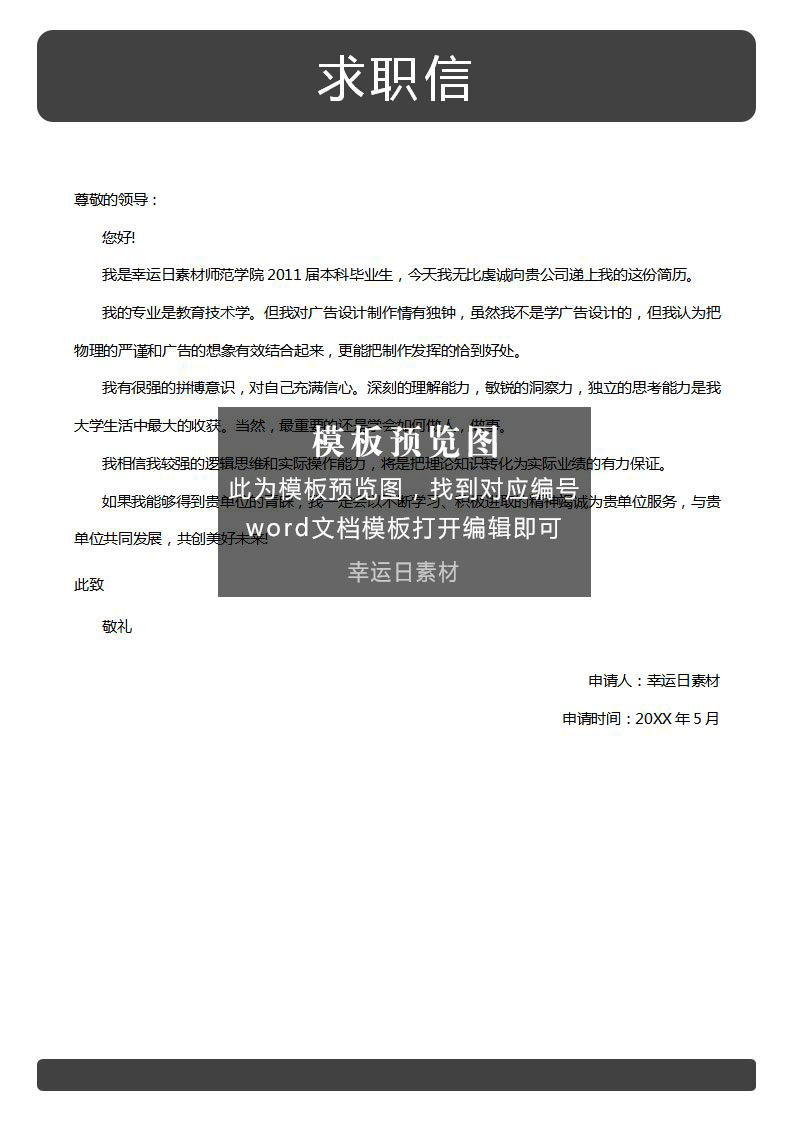 求职信
尊敬的领导：
您好!
我是幸运日素材师范学院 2011 届本科毕业生，今天我无比虔诚向贵公司递上我的这份简历。
我的专业是教育技术学。但我对广告设计制作情有独钟，虽然我不是学广告设计的，但我认为把
物理的严谨和广告的想象有效结合起来，更能把制作发挥的恰到好处。
我有很强的拼搏意识，对自己充满信心。深刻的理解能力，敏锐的洞察力，独立的思考能力是我
大学生活中最大的收获。当然，最重要的还是学会如何做人，做事。
模板预览图
我相信我较强的逻辑思维和实际操作能力，将是把理论知识转化为实际业绩的有力保证。
此为模板预览图，找到对应编号
如果我能够得到贵单位的青睐，我一定会以不断学习、积极进取的精神竭诚为贵单位服务，与贵
word文档模板打开编辑即可
单位共同发展，共创美好未来!
幸运日素材
此致
敬礼
申请人：幸运日素材
申请时间：20XX 年 5 月